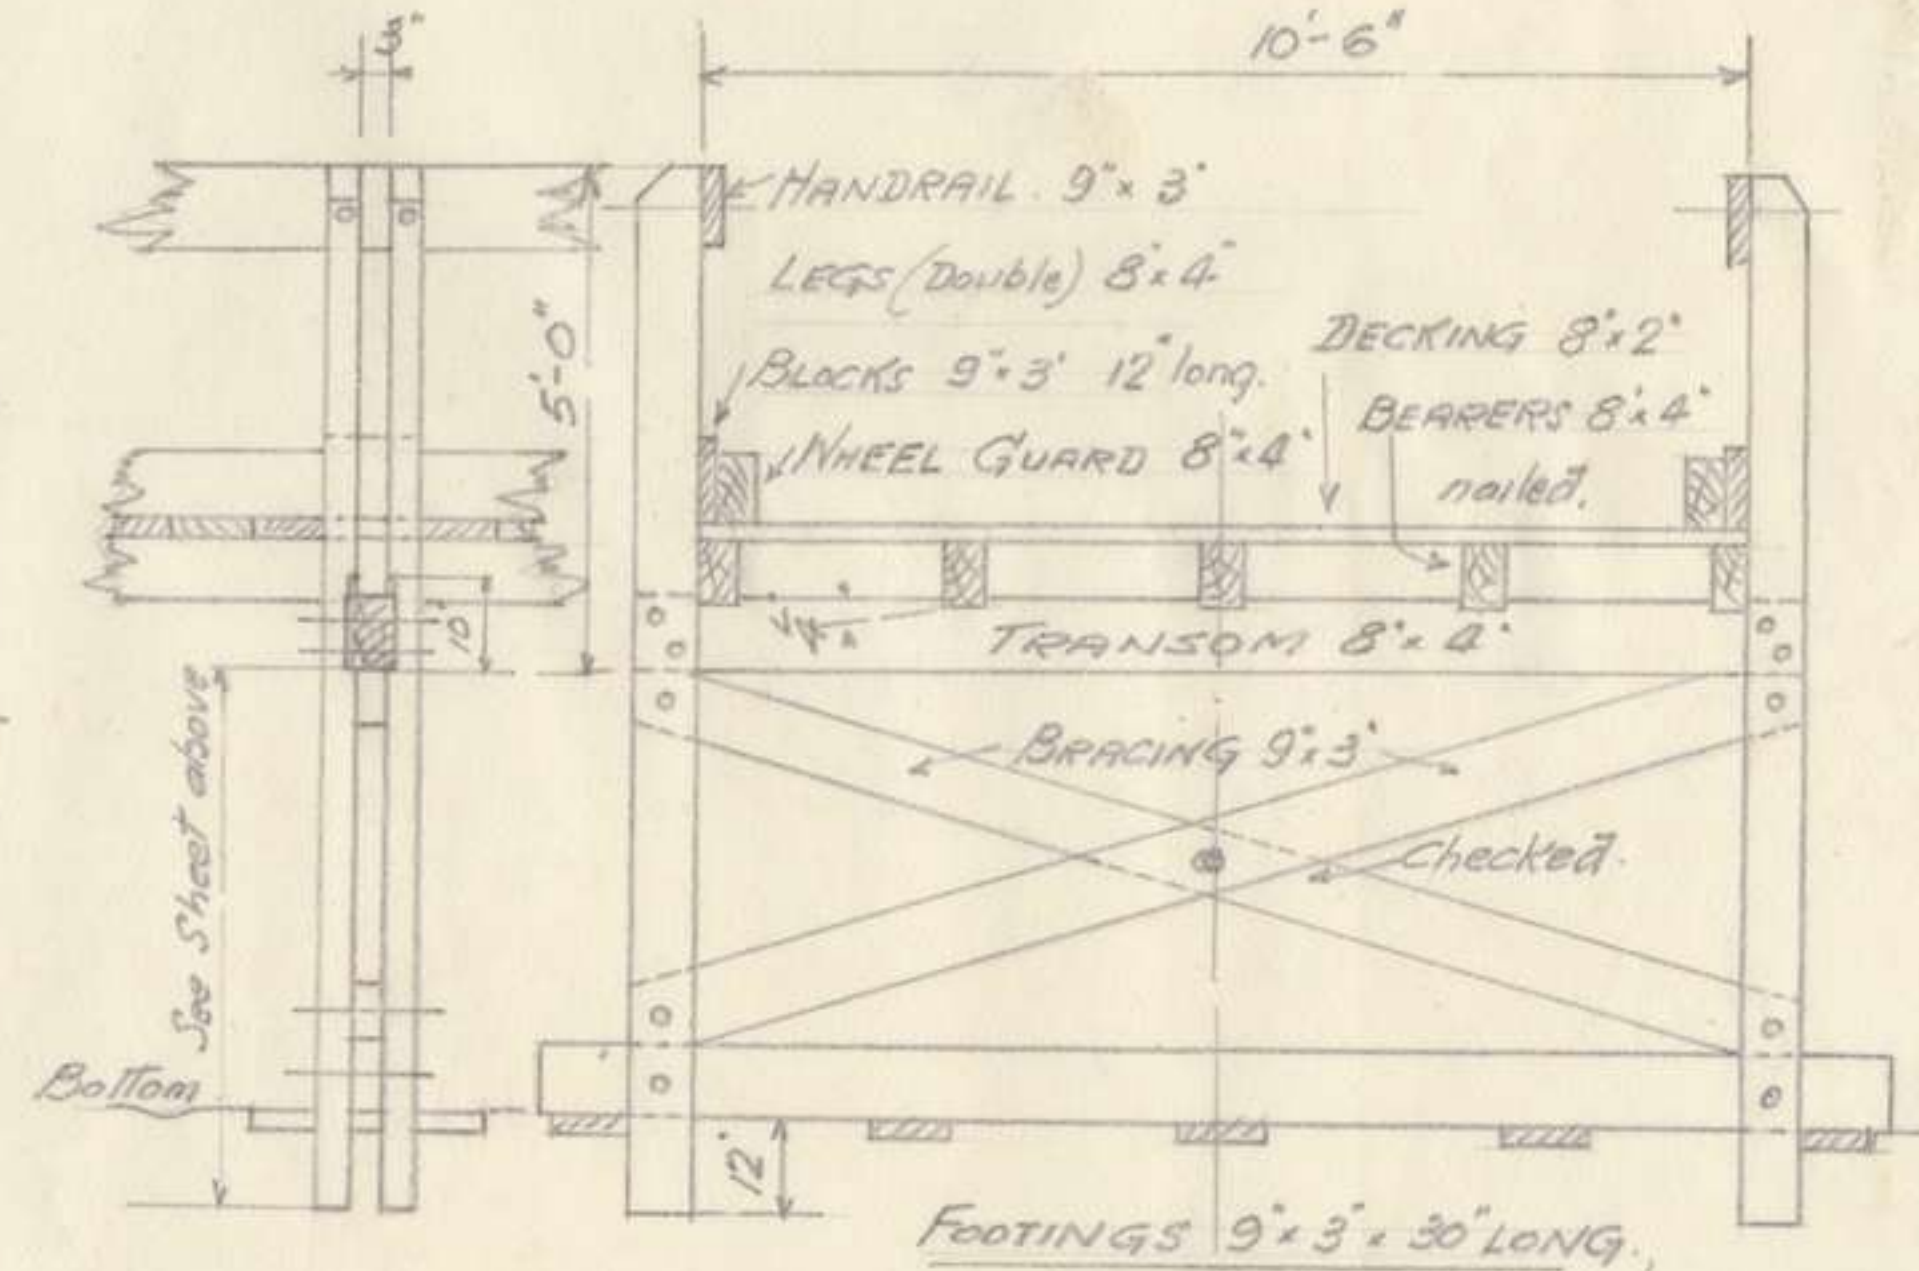 3"
10'-6"
HANDRAIL. 9" x 3"
LEGS (Double) 8" x 4"
5'-0"
BLOCKS 9" x 3" 12" long.
WHEEL GUARD 8" x 4"
DECKING 8" x 2"
BEARERS 8" x 4"
nailed.
10"
TRANSOM 8" x 4"
See Sheet above
BRACING 9" x 3"
Checked.
Bottom
12"
FOOTINGS 9" x 3" x 30" LONG.